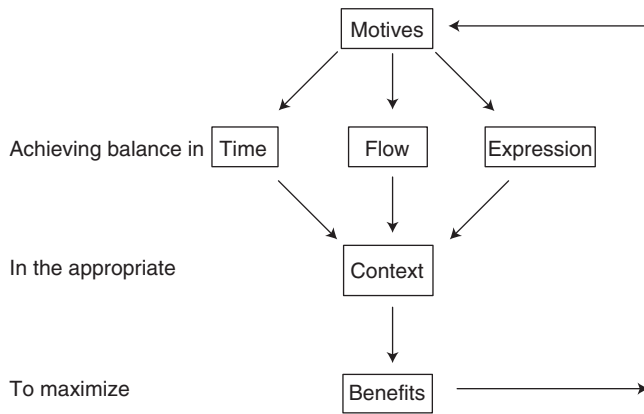 Motives
Achieving balance in Time Flow Expression
In the appropriate Context
To maximize Benefits